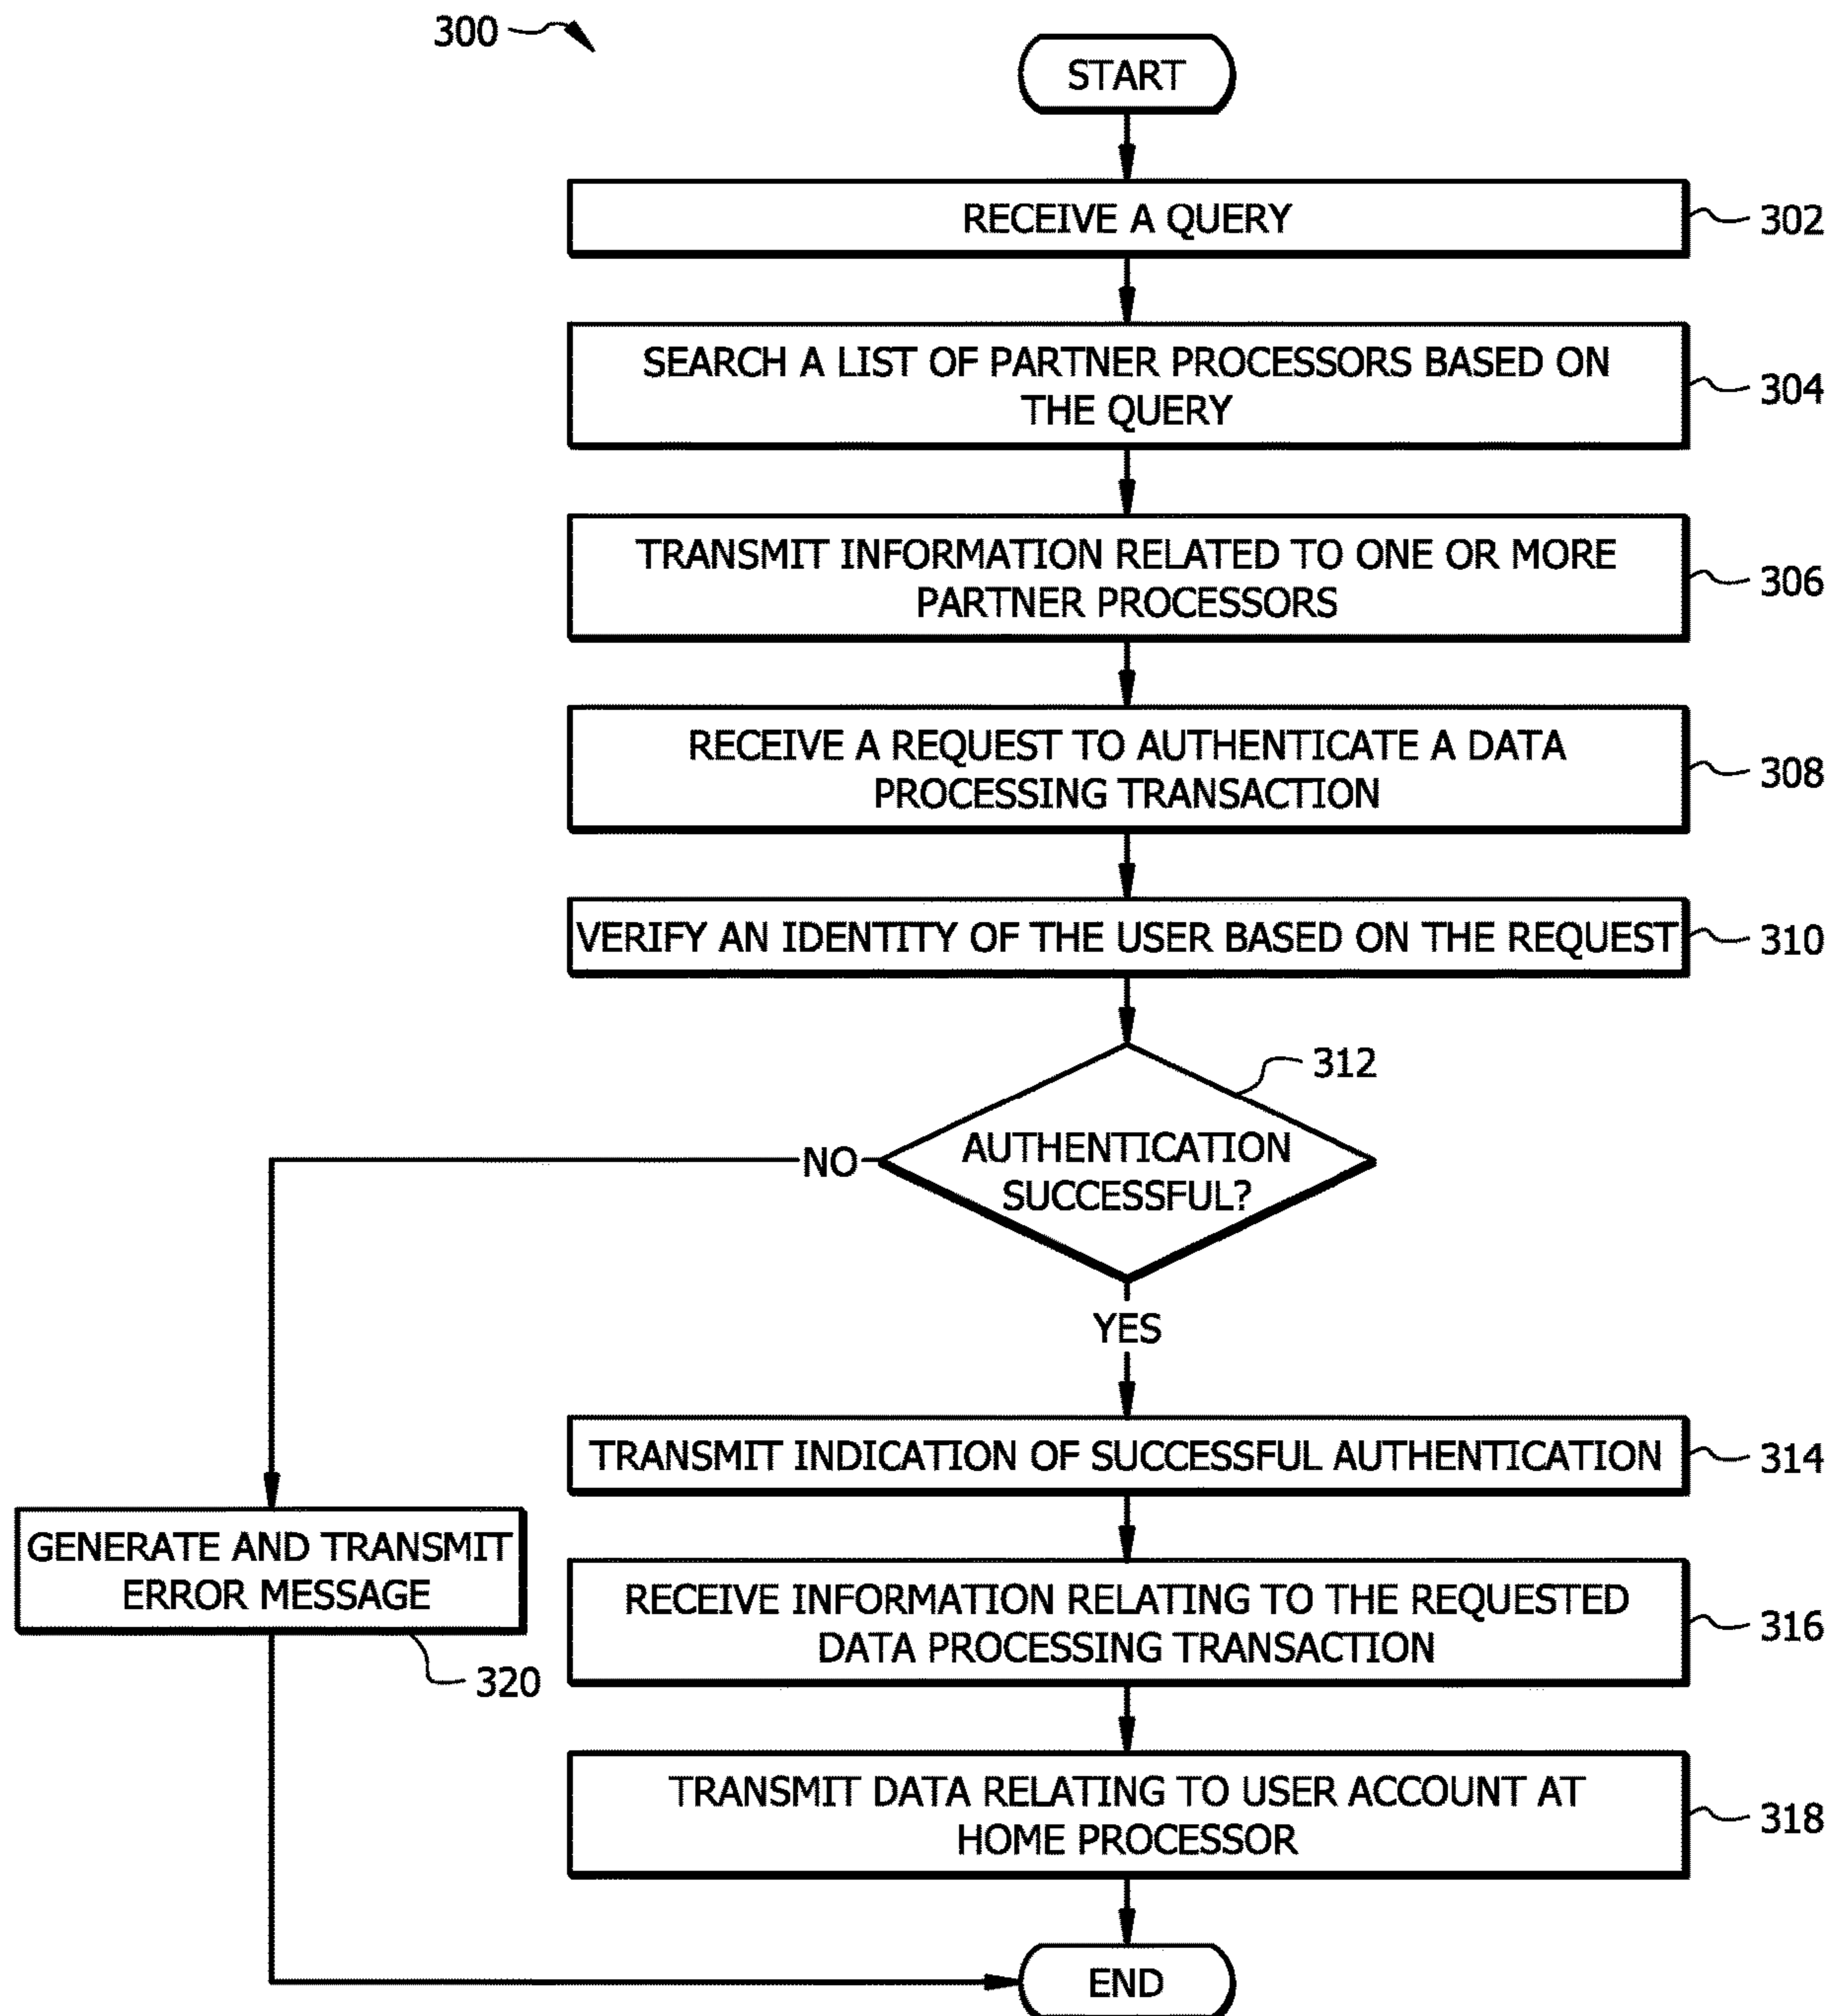 300
START
RECEIVE A QUERY
302
SEARCH A LIST OF PARTNER PROCESSORS BASED ON
THE QUERY
304
TRANSMIT INFORMATION RELATED TO ONE OR MORE
PARTNER PROCESSORS
306
RECEIVE A REQUEST TO AUTHENTICATE A DATA
PROCESSING TRANSACTION
308
VERIFY AN IDENTITY OF THE USER BASED ON THE REQUEST
310
312
AUTHENTICATION
SUCCESSFUL?
NO
YES
TRANSMIT INDICATION OF SUCCESSFUL AUTHENTICATION
314
GENERATE AND TRANSMIT
ERROR MESSAGE
320
RECEIVE INFORMATION RELATING TO THE REQUESTED
DATA PROCESSING TRANSACTION
316
TRANSMIT DATA RELATING TO USER ACCOUNT AT
HOME PROCESSOR
318
END